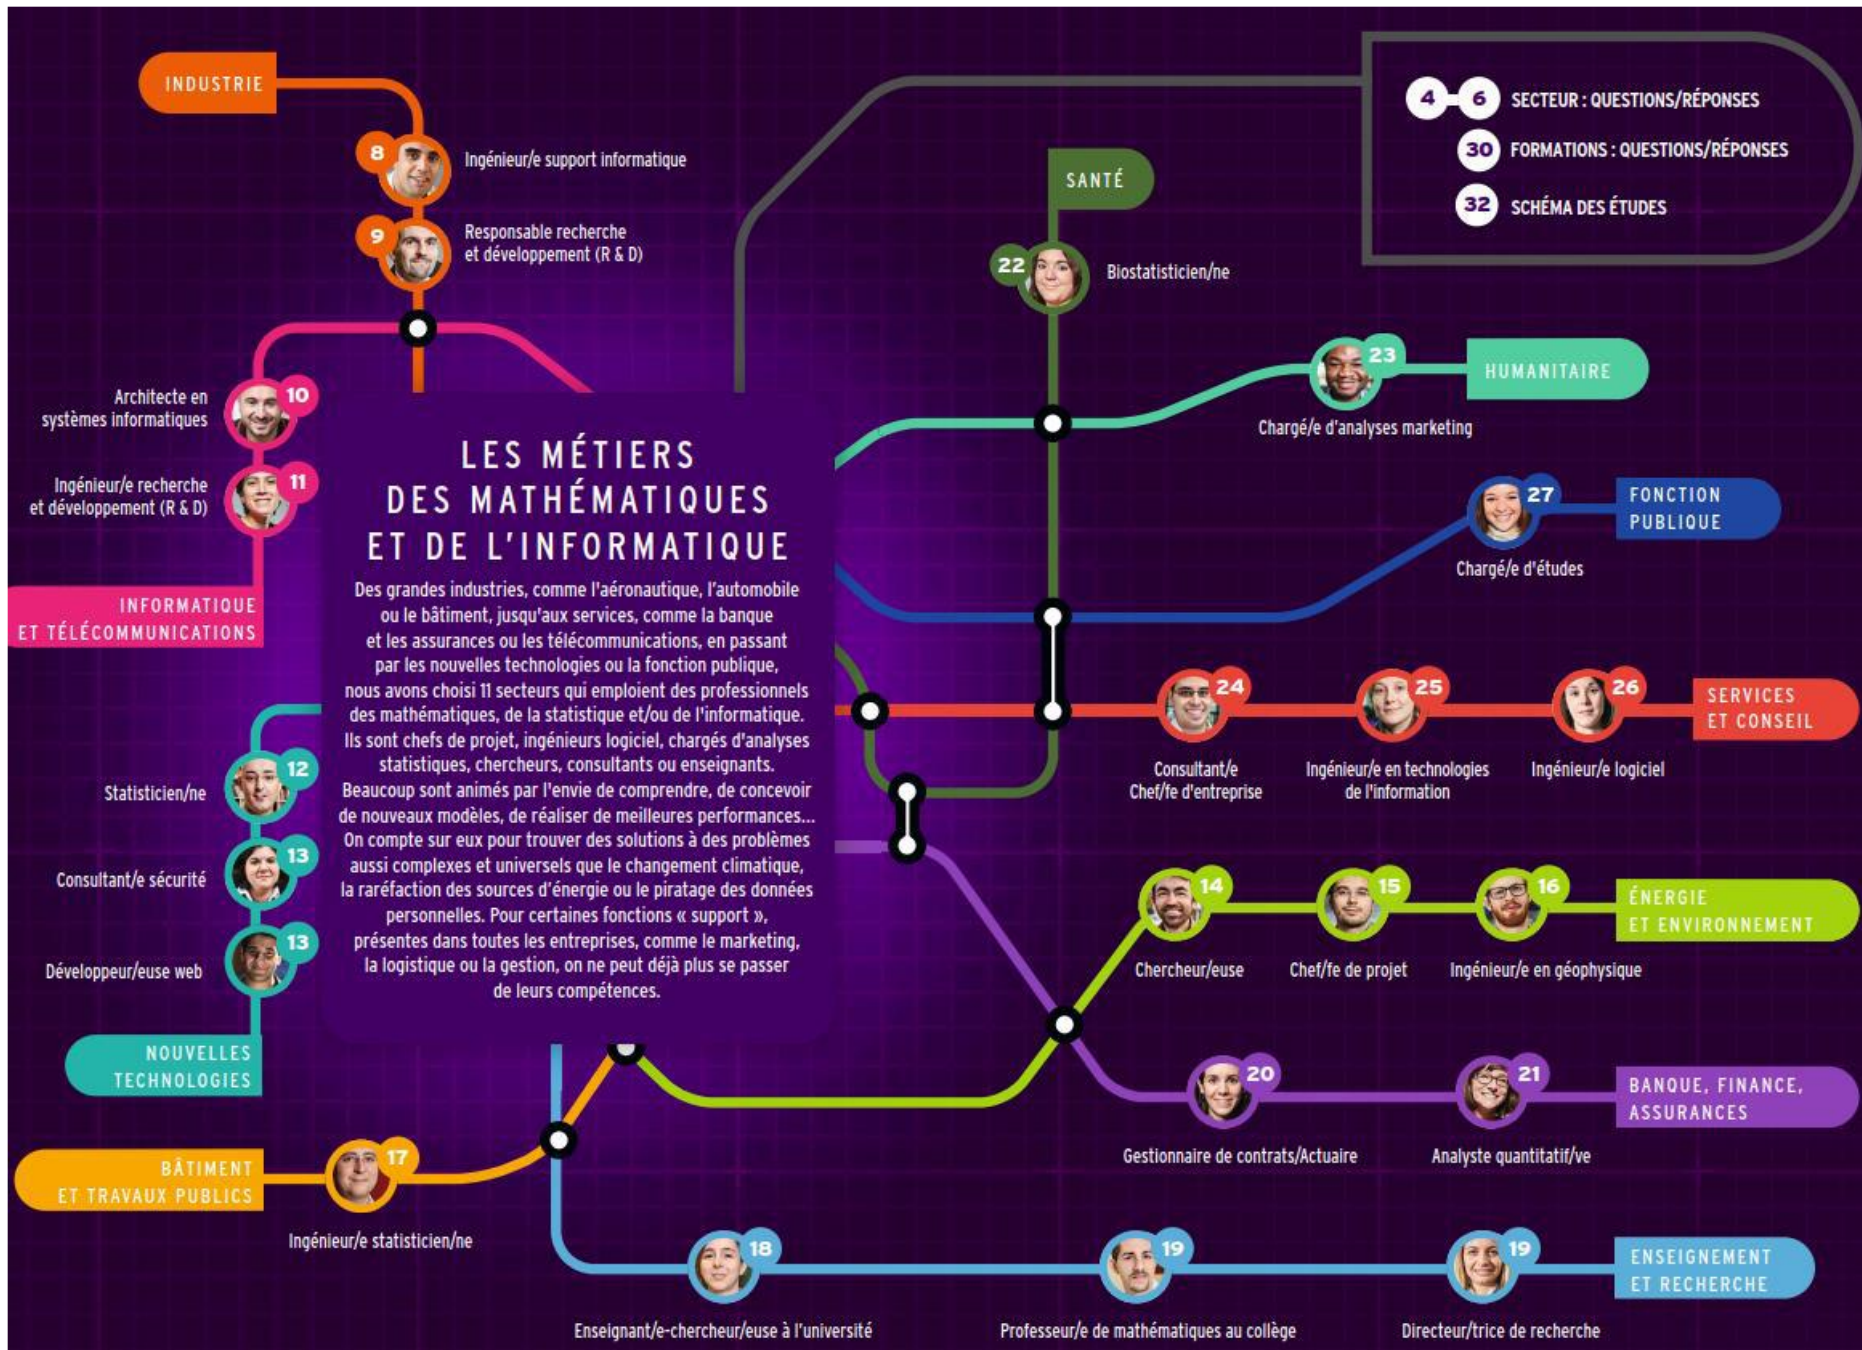 INDUSTRIE
8
Ingénieur/e support informatique
9
Responsable recherche
et développement (R & D)
4
6
SECTEUR : QUESTIONS/RÉPONSES
30
FORMATIONS : QUESTIONS/RÉPONSES
32
SCHÉMA DES ÉTUDES
SANTÉ
22
Biostatisticien/ne
23
HUMANITAIRE
Chargé/e d'analyses marketing
27
FONCTION
PUBLIQUE
Chargé/e d'études
Architecte en
systèmes informatiques
10
Ingénieur/e recherche
et développement (R & D)
11
INFORMATIQUE
ET TÉLÉCOMMUNICATIONS
LES MÉTIERS
DES MATHÉMATIQUES
ET DE L'INFORMATIQUE
Des grandes industries, comme l'aéronautique, l'automobile
ou le bâtiment, jusqu'aux services, comme la banque
et les assurances ou les télécommunications, en passant
par les nouvelles technologies ou la fonction publique,
nous avons choisi 11 secteurs qui emploient des professionnels
des mathématiques, de la statistique et/ou de l'informatique.
Ils sont chefs de projet, ingénieurs logiciel, chargés d'analyses
statistiques, chercheurs, consultants ou enseignants.
Beaucoup sont animés par l'envie de comprendre, de concevoir
de nouveaux modèles, de réaliser de meilleures performances...
On compte sur eux pour trouver des solutions à des problèmes
aussi complexes et universels que le changement climatique,
la raréfaction des sources d'énergie ou le piratage des données
personnelles. Pour certaines fonctions « support »,
présentes dans toutes les entreprises, comme le marketing,
la logistique ou la gestion, on ne peut déjà plus se passer
de leurs compétences.
24
25
26
SERVICES
ET CONSEIL
Consultant/e
Chef/fe d'entreprise
Ingénieur/e en technologies
de l'information
Ingénieur/e logiciel
Statisticien/ne
12
Consultant/e sécurité
13
Développeur/euse web
13
NOUVELLES
TECHNOLOGIES
14
15
16
ÉNERGIE
ET ENVIRONNEMENT
Chercheur/euse
Chef/fe de projet
Ingénieur/e en géophysique
20
21
BANQUE, FINANCE,
ASSURANCES
Gestionnaire de contrats/Actuaire
Analyste quantitatif/ve
BÂTIMENT
ET TRAVAUX PUBLICS
17
Ingénieur/e statisticien/ne
18
19
19
ENSEIGNEMENT
ET RECHERCHE
Enseignant/e-chercheur/euse à l'université
Professeur/e de mathématiques au collège
Directeur/trice de recherche